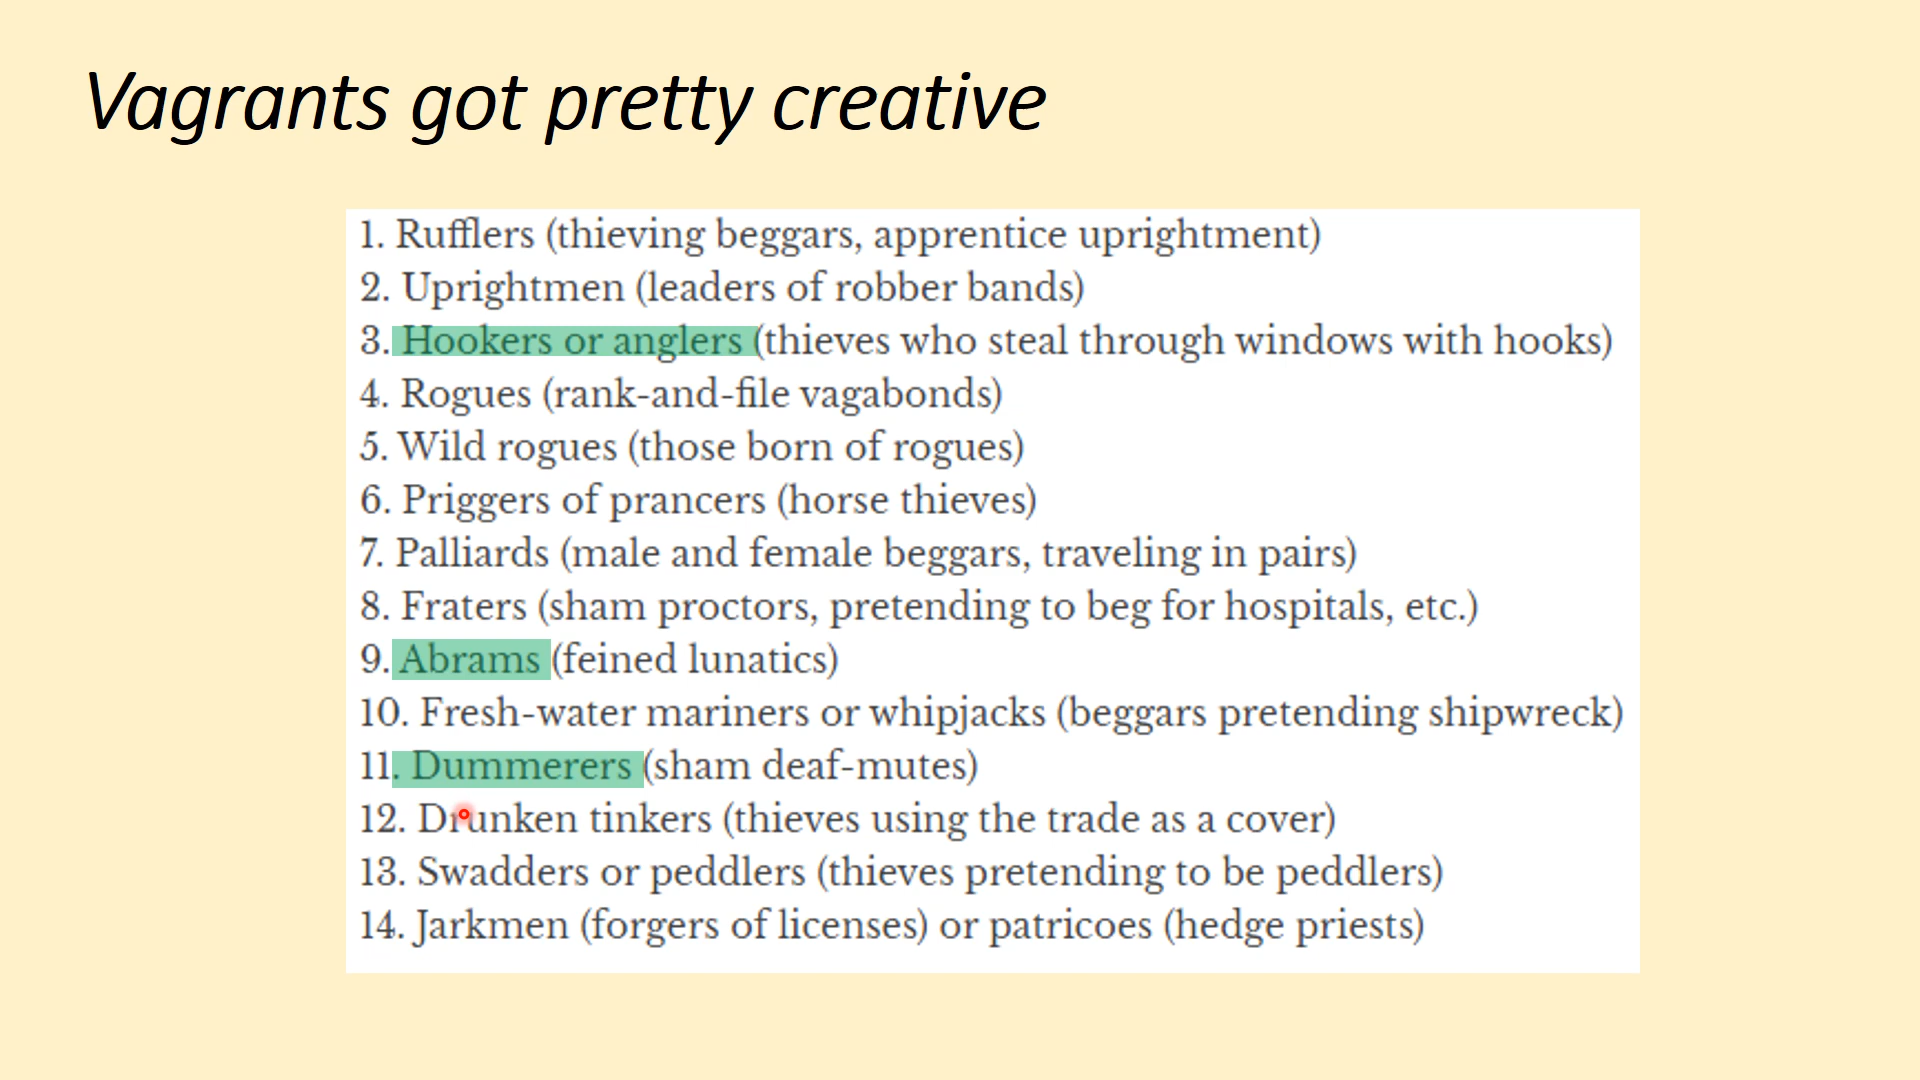 Vagrants got pretty creative
1. Rufflers (thieving beggars, apprentice uprightment)
2. Uprightmen (leaders of robber bands)
3. Hookers or anglers (thieves who steal through windows with hooks)
4. Rogues (rank-and-file vagabonds)
5. Wild rogues (those born of rogues)
6. Priggers of prancers (horse thieves)
7. Palliards (male and female beggars, traveling in pairs)
8. Fraters (sham proctors, pretending to beg for hospitals, etc.)
9. Abrams (feined lunatics)
10. Fresh-water mariners or whipjacks (beggars pretending shipwreck)
11. Dummerers (sham deaf-mutes)
12. Drunken tinkers (thieves using the trade as a cover)
13. Swadders or peddlers (thieves pretending to be peddlers)
14. Jarkmen (forgers of licenses) or patricoes (hedge priests)